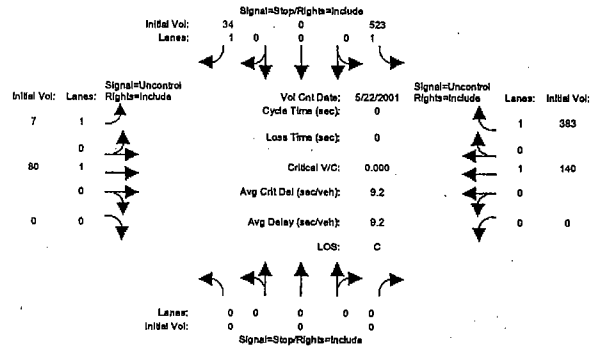 Signal=Stop/Rights=Include
Initial Vol: 34 0 523
Lanes: 1 0 0 0 1
Signal=Uncontrol
Initial Vol: Lanes: Rights=Include
Vol Cnt Date: 5/22/2001
Signal=Uncontrol
Rights=Include Lanes: Initial Vol:
Cycle Time (sec): 0
7 1
1 383
Loss Time (sec): 0
0
0
80 1
Critical V/C: 0.000
1 140
0
Avg Crit Del (sec/veh): 9.2
0
0 0
Avg Delay (sec/veh): 9.2
0 0
LOS: C
Lanes: 0 0 0 0 0
Initial Vol: 0 0 0
Signal=Stop/Rights=Include